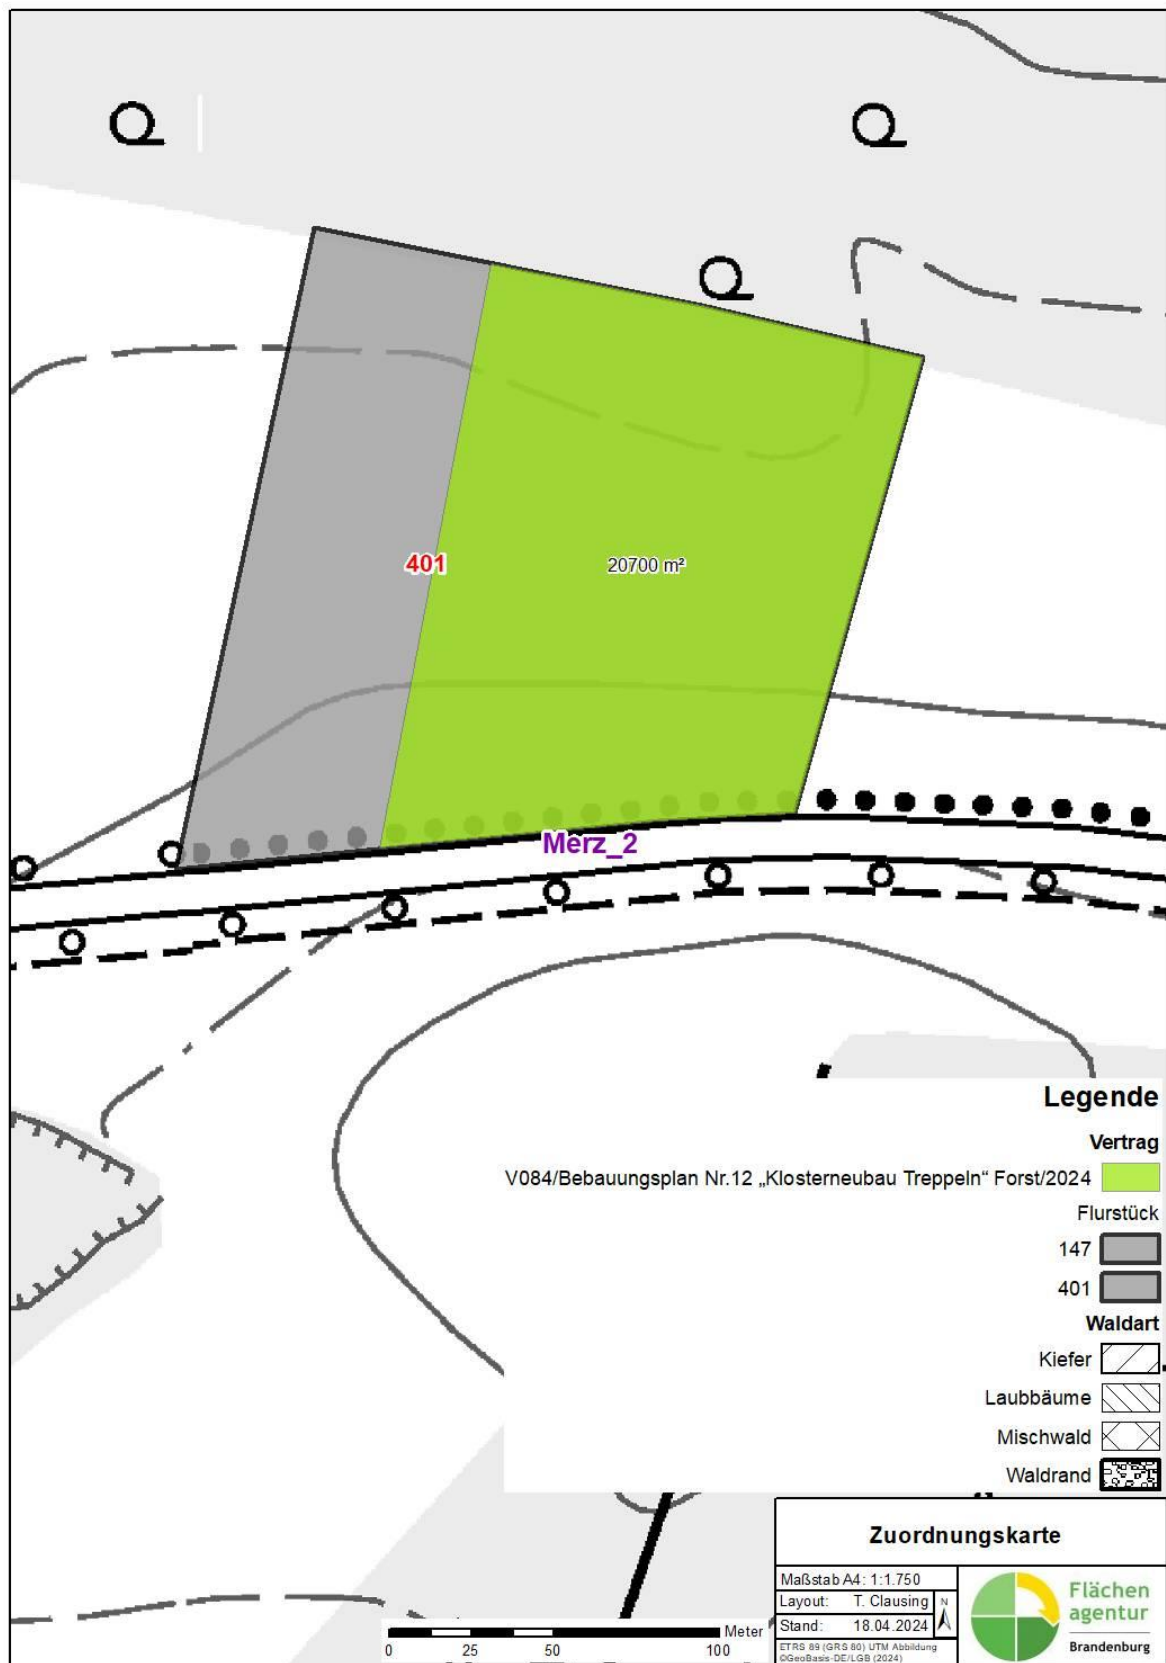 401
20700 m²
Merz_2
Legende
Vertrag
V084/Bebauungsplan Nr.12 „Klosterneubau Treppeln“ Forst/2024
Flurstück
147
401
Waldart
Kiefer
Laubbäume
Mischwald
Waldrand
Zuordnungskarte
Maßstab A4: 1:1.750
Layout: T. Clausing
N
Stand: 18.04.2024
ETRS 89 (GRS 80) UTM Abbildung
©GeoBasis-DE/LGB (2024)
Flächen
agentur
Brandenburg
Meter
0 25 50 100